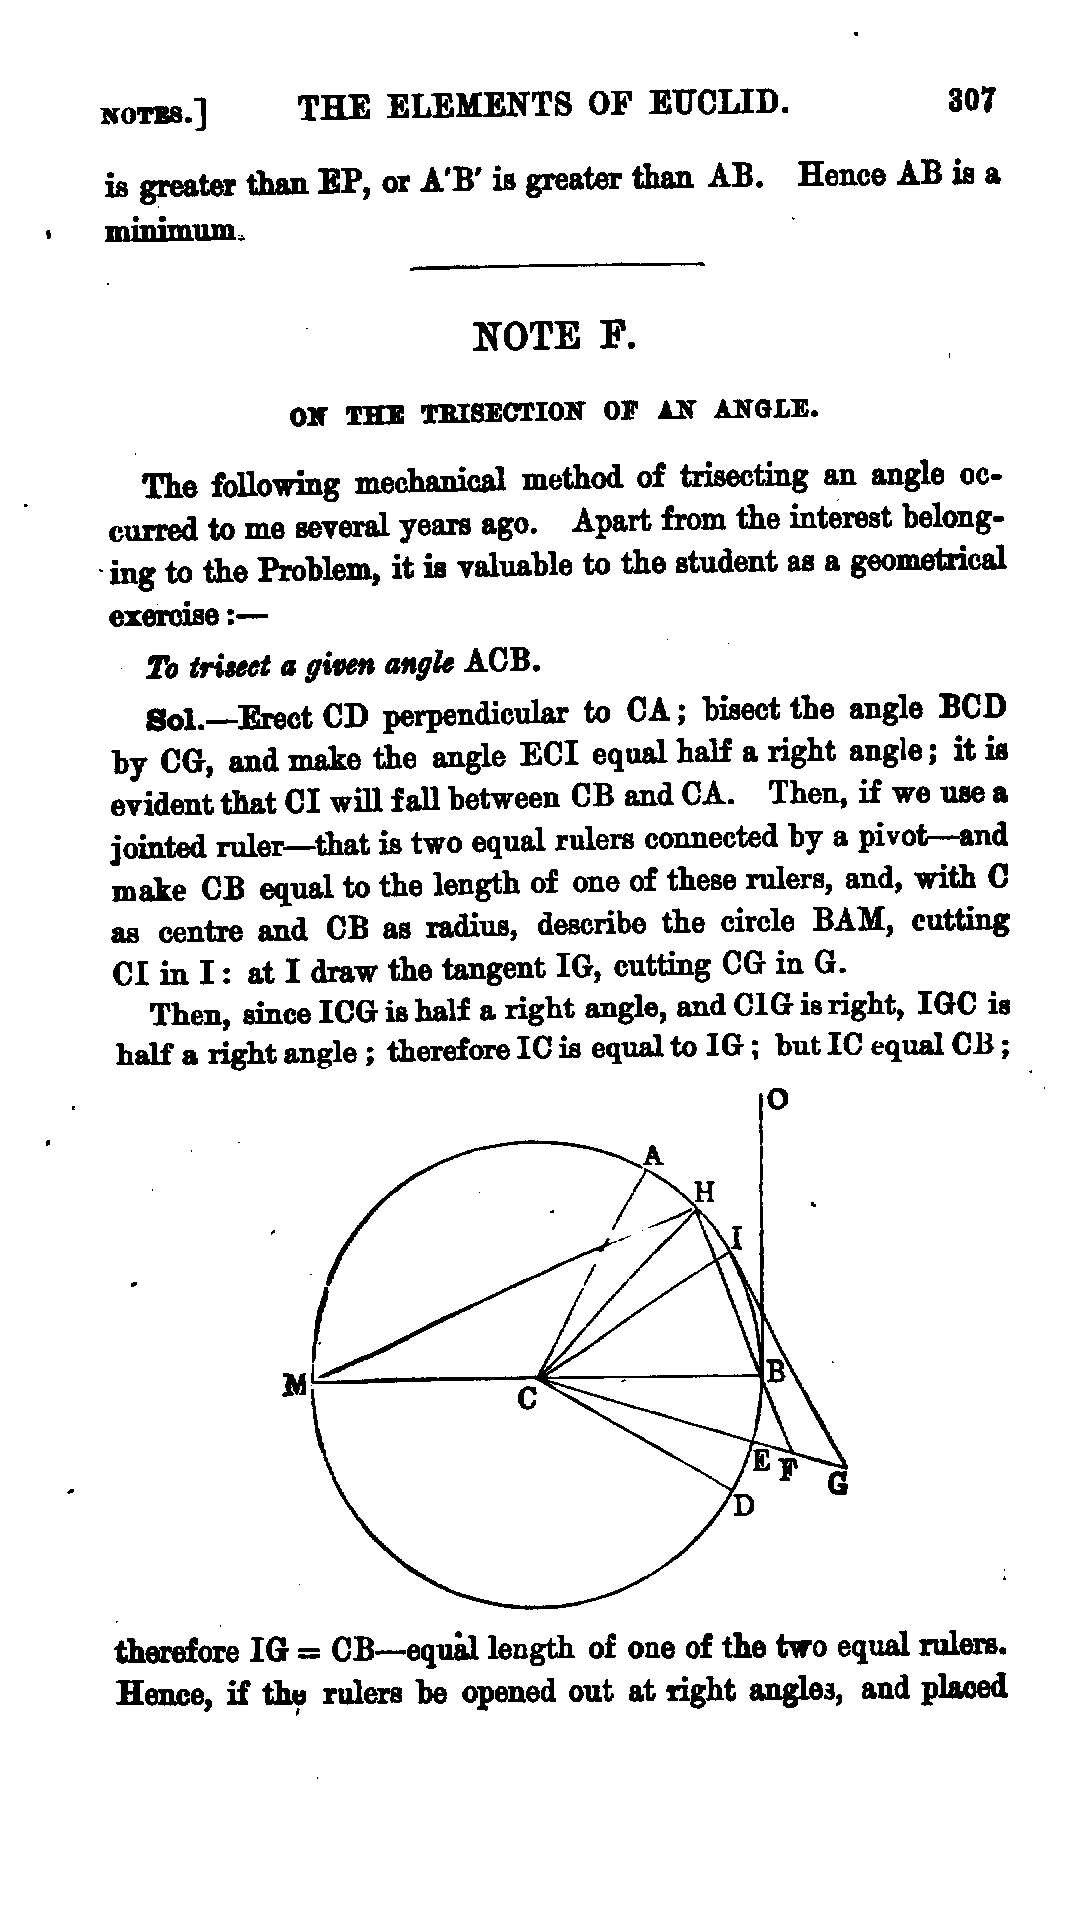 NOTES.] THE ELEMENTS OF EUCLID. 307
is greater than EP, or A′B′ is greater than AB. Hence AB is a
minimum.
NOTE F.
ON THE TRISECTION OF AN ANGLE.
The following mechanical method of trisecting an angle oc-
curred to me several years ago. Apart from the interest belong-
ing to the Problem, it is valuable to the student as a geometrical
exercise :—
To trisect a given angle ACB.
Sol.—Erect CD perpendicular to CA; bisect the angle BCD
by CG, and make the angle ECI equal half a right angle; it is
evident that CI will fall between CB and CA. Then, if we use a
jointed ruler—that is two equal rulers connected by a pivot—and
make CB equal to the length of one of these rulers, and, with C
as centre and CB as radius, describe the circle BAM, cutting
CI in I: at I draw the tangent IG, cutting CG in G.
Then, since ICG is half a right angle, and CIG is right, IGC is
half a right angle; therefore IC is equal to IG; but IC equal CB;
O
A
H
I
M
C
B
E
F
G
D
therefore IG = CB—equal length of one of the two equal rulers.
Hence, if the rulers be opened out at right angles, and placed